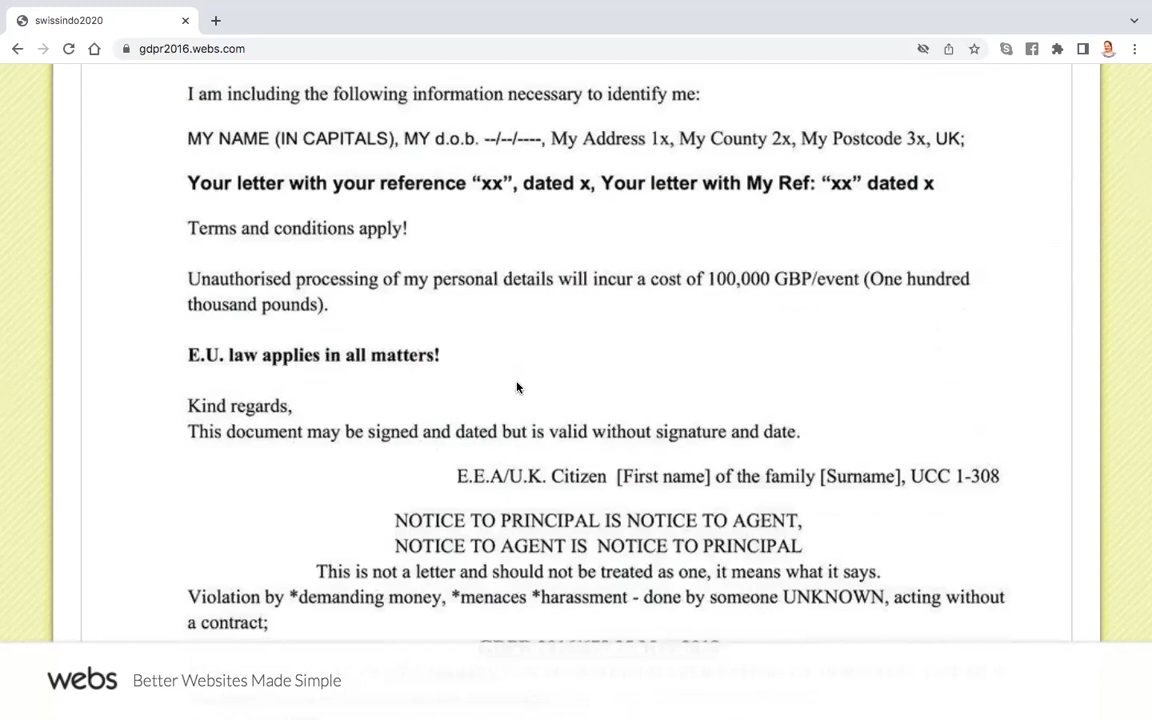 swissindo2020
gdpr2016.webs.com
I am including the following information necessary to identify me:
MY NAME (IN CAPITALS), MY d.o.b. --/--/----, My Address 1x, My County 2x, My Postcode 3x, UK;
Your letter with your reference “xx”, dated x, Your letter with My Ref: “xx” dated x
Terms and conditions apply!
Unauthorised processing of my personal details will incur a cost of 100,000 GBP/event (One hundred
thousand pounds).
E.U. law applies in all matters!
Kind regards,
This document may be signed and dated but is valid without signature and date.
E.E.A/U.K. Citizen [First name] of the family [Surname], UCC 1-308
NOTICE TO PRINCIPAL IS NOTICE TO AGENT,
NOTICE TO AGENT IS NOTICE TO PRINCIPAL
This is not a letter and should not be treated as one, it means what it says.
Violation by *demanding money, *menaces *harassment - done by someone UNKNOWN, acting without
a contract;
webs Better Websites Made Simple